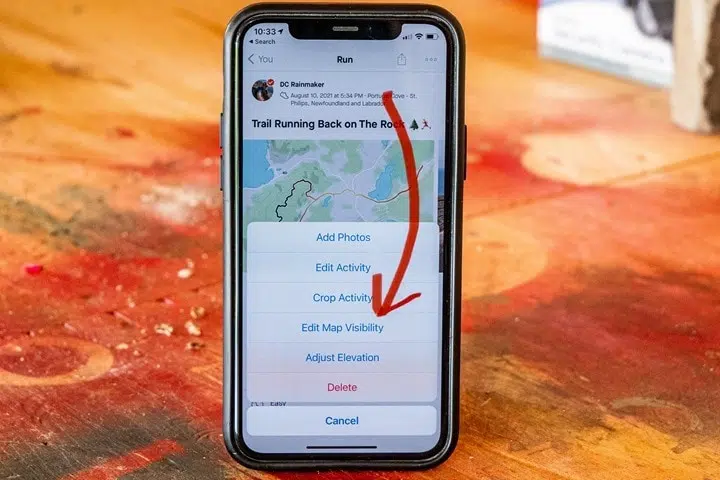 10:33
Search
You
Run
DC Rainmaker
August 10, 2021 at 5:34 PM · Portugal Cove - St.
Philips, Newfoundland and Labrador
Trail Running Back on The Rock
Add Photos
Edit Activity
Crop Activity
Edit Map Visibility
Adjust Elevation
Delete
Easy
Cancel